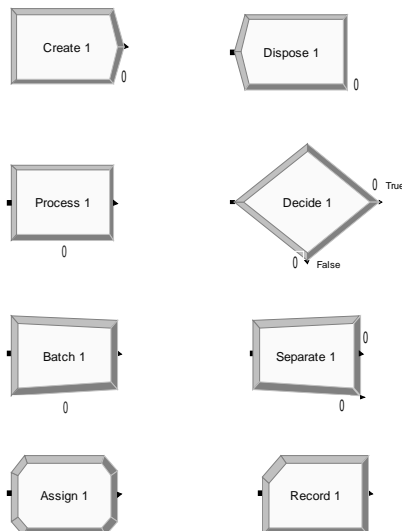 Create 1
0
Dispose 1
0
Process 1
0
Decide 1
0 True
0 False
Batch 1
0
Separate 1
0
0
Assign 1
Record 1